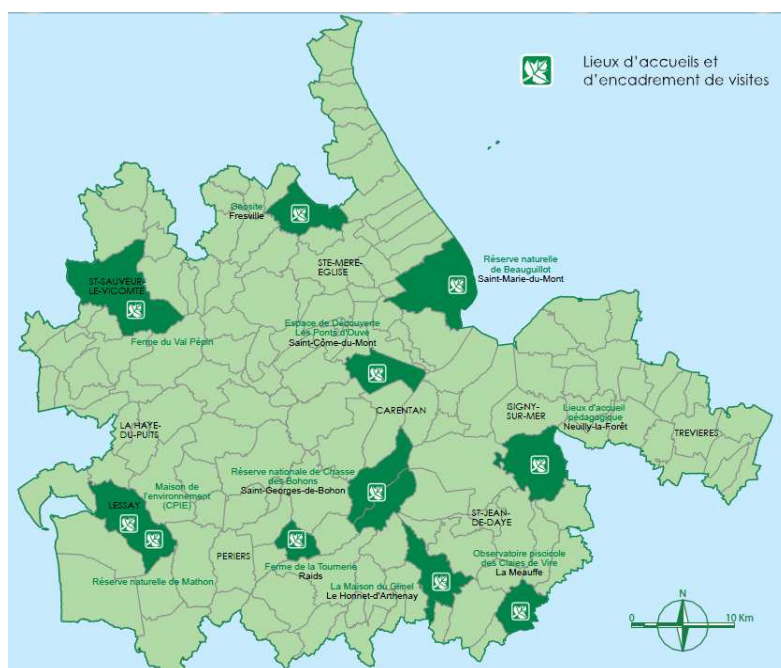 Lieux d'accueils et
d'encadrement de visites
Géosite
Fresville
STE-MERE-
EGLISE
Réserve naturelle
de Beauguillot
Saint-Marie-du-Mont
ST-SAUVEUR-
LE-VICOMTE
Ferme du Val Pépin
Espace de Découverte
Les Ponts d'Ouve
Saint-Côme-du-Mont
CARENTAN
ISIGNY-
SUR-MER
Lieux d'accueil
pédagogique
Neuilly-la-Forêt
TREVIERES
LA HAYE-
DU-PUITS
Maison de
l'environnement
(CPIE)
LESSAY
Réserve nationale de Chasse
des Bohons
Saint-Georges-de-Bohon
ST-JEAN-
DE-DAYE
Observatoire piscicole
des Claies de Vire
La Meauffe
PERIERS
Réserve naturelle de Mathon
Ferme de la Tournerie
Raids
La Maison du Glinel
Le Honnet-d'Arthenay
N
0 10 Km